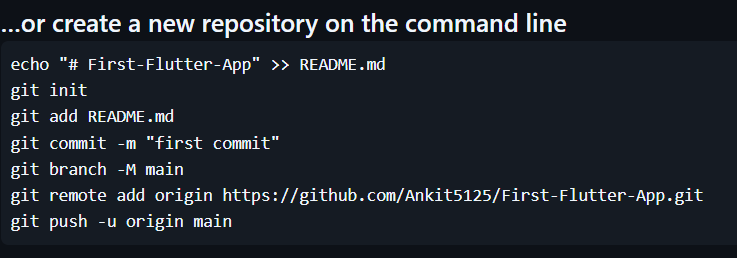 ...or create a new repository on the command line
echo "# First-Flutter-App" >> README.md
git init
git add README.md
git commit -m "first commit"
git branch -M main
git remote add origin https://github.com/Ankit5125/First-Flutter-App.git
git push -u origin main